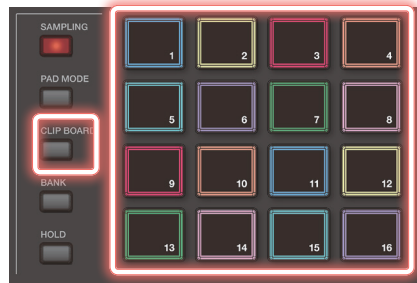 SAMPLING
PAD MODE
CLIP BOARD
BANK
HOLD
1 2 3 4
5 6 7 8
9 10 11 12
13 14 15 16